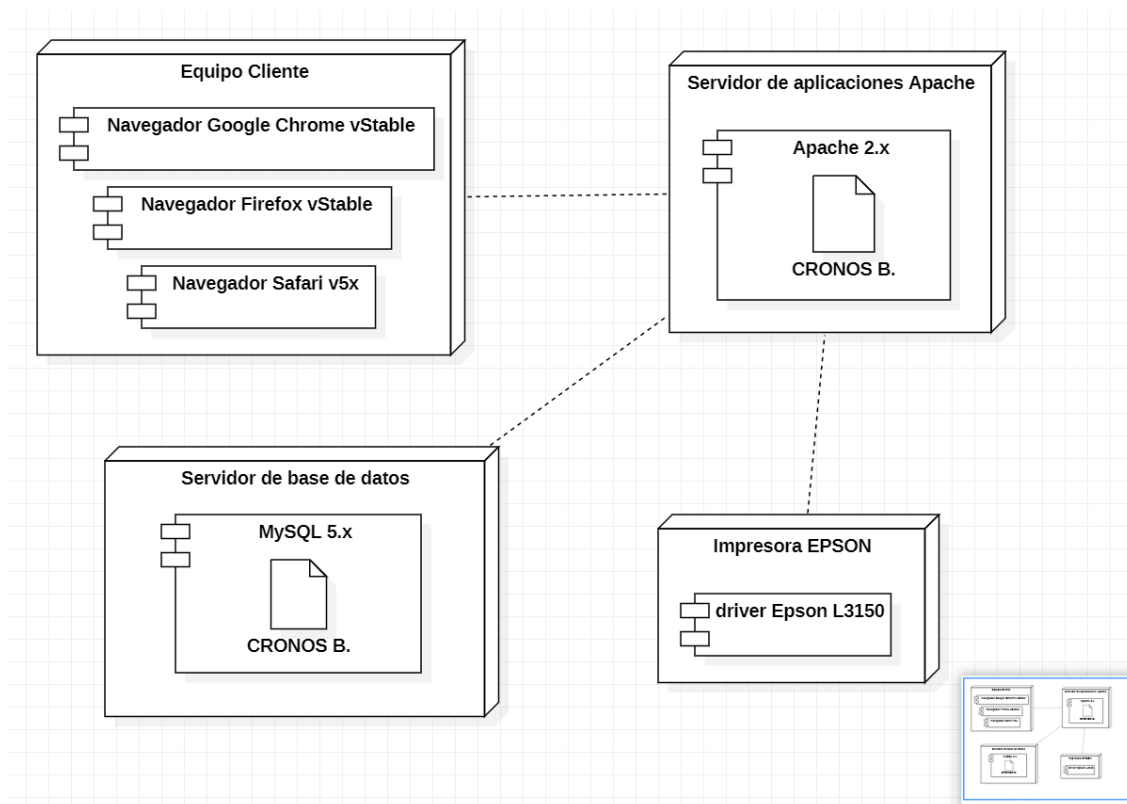 Equipo Cliente
Navegador Google Chrome vStable
Navegador Firefox vStable
Navegador Safari v5x
Servidor de aplicaciones Apache
Apache 2.x
CRONOS B.
Servidor de base de datos
MySQL 5.x
CRONOS B.
Impresora EPSON
driver Epson L3150